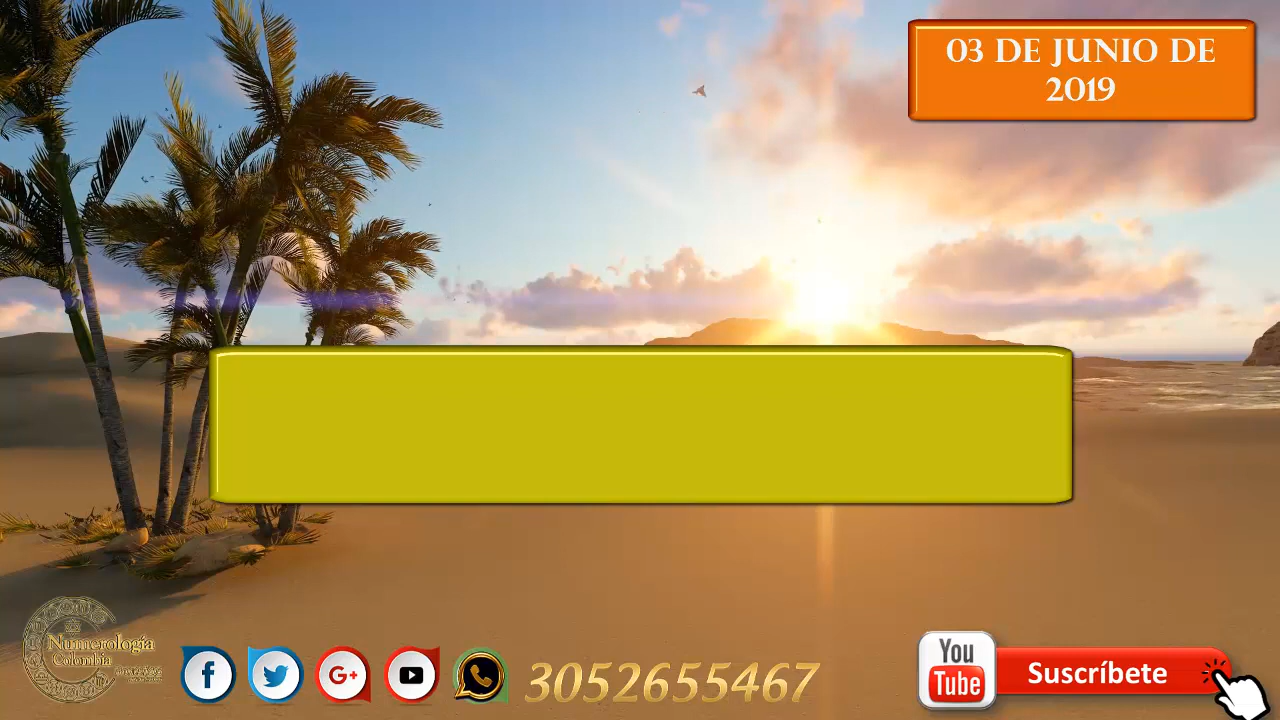 03 DE JUNIO DE
2019
Numerología
Colombia
3052655467
You
Tube
Suscríbete